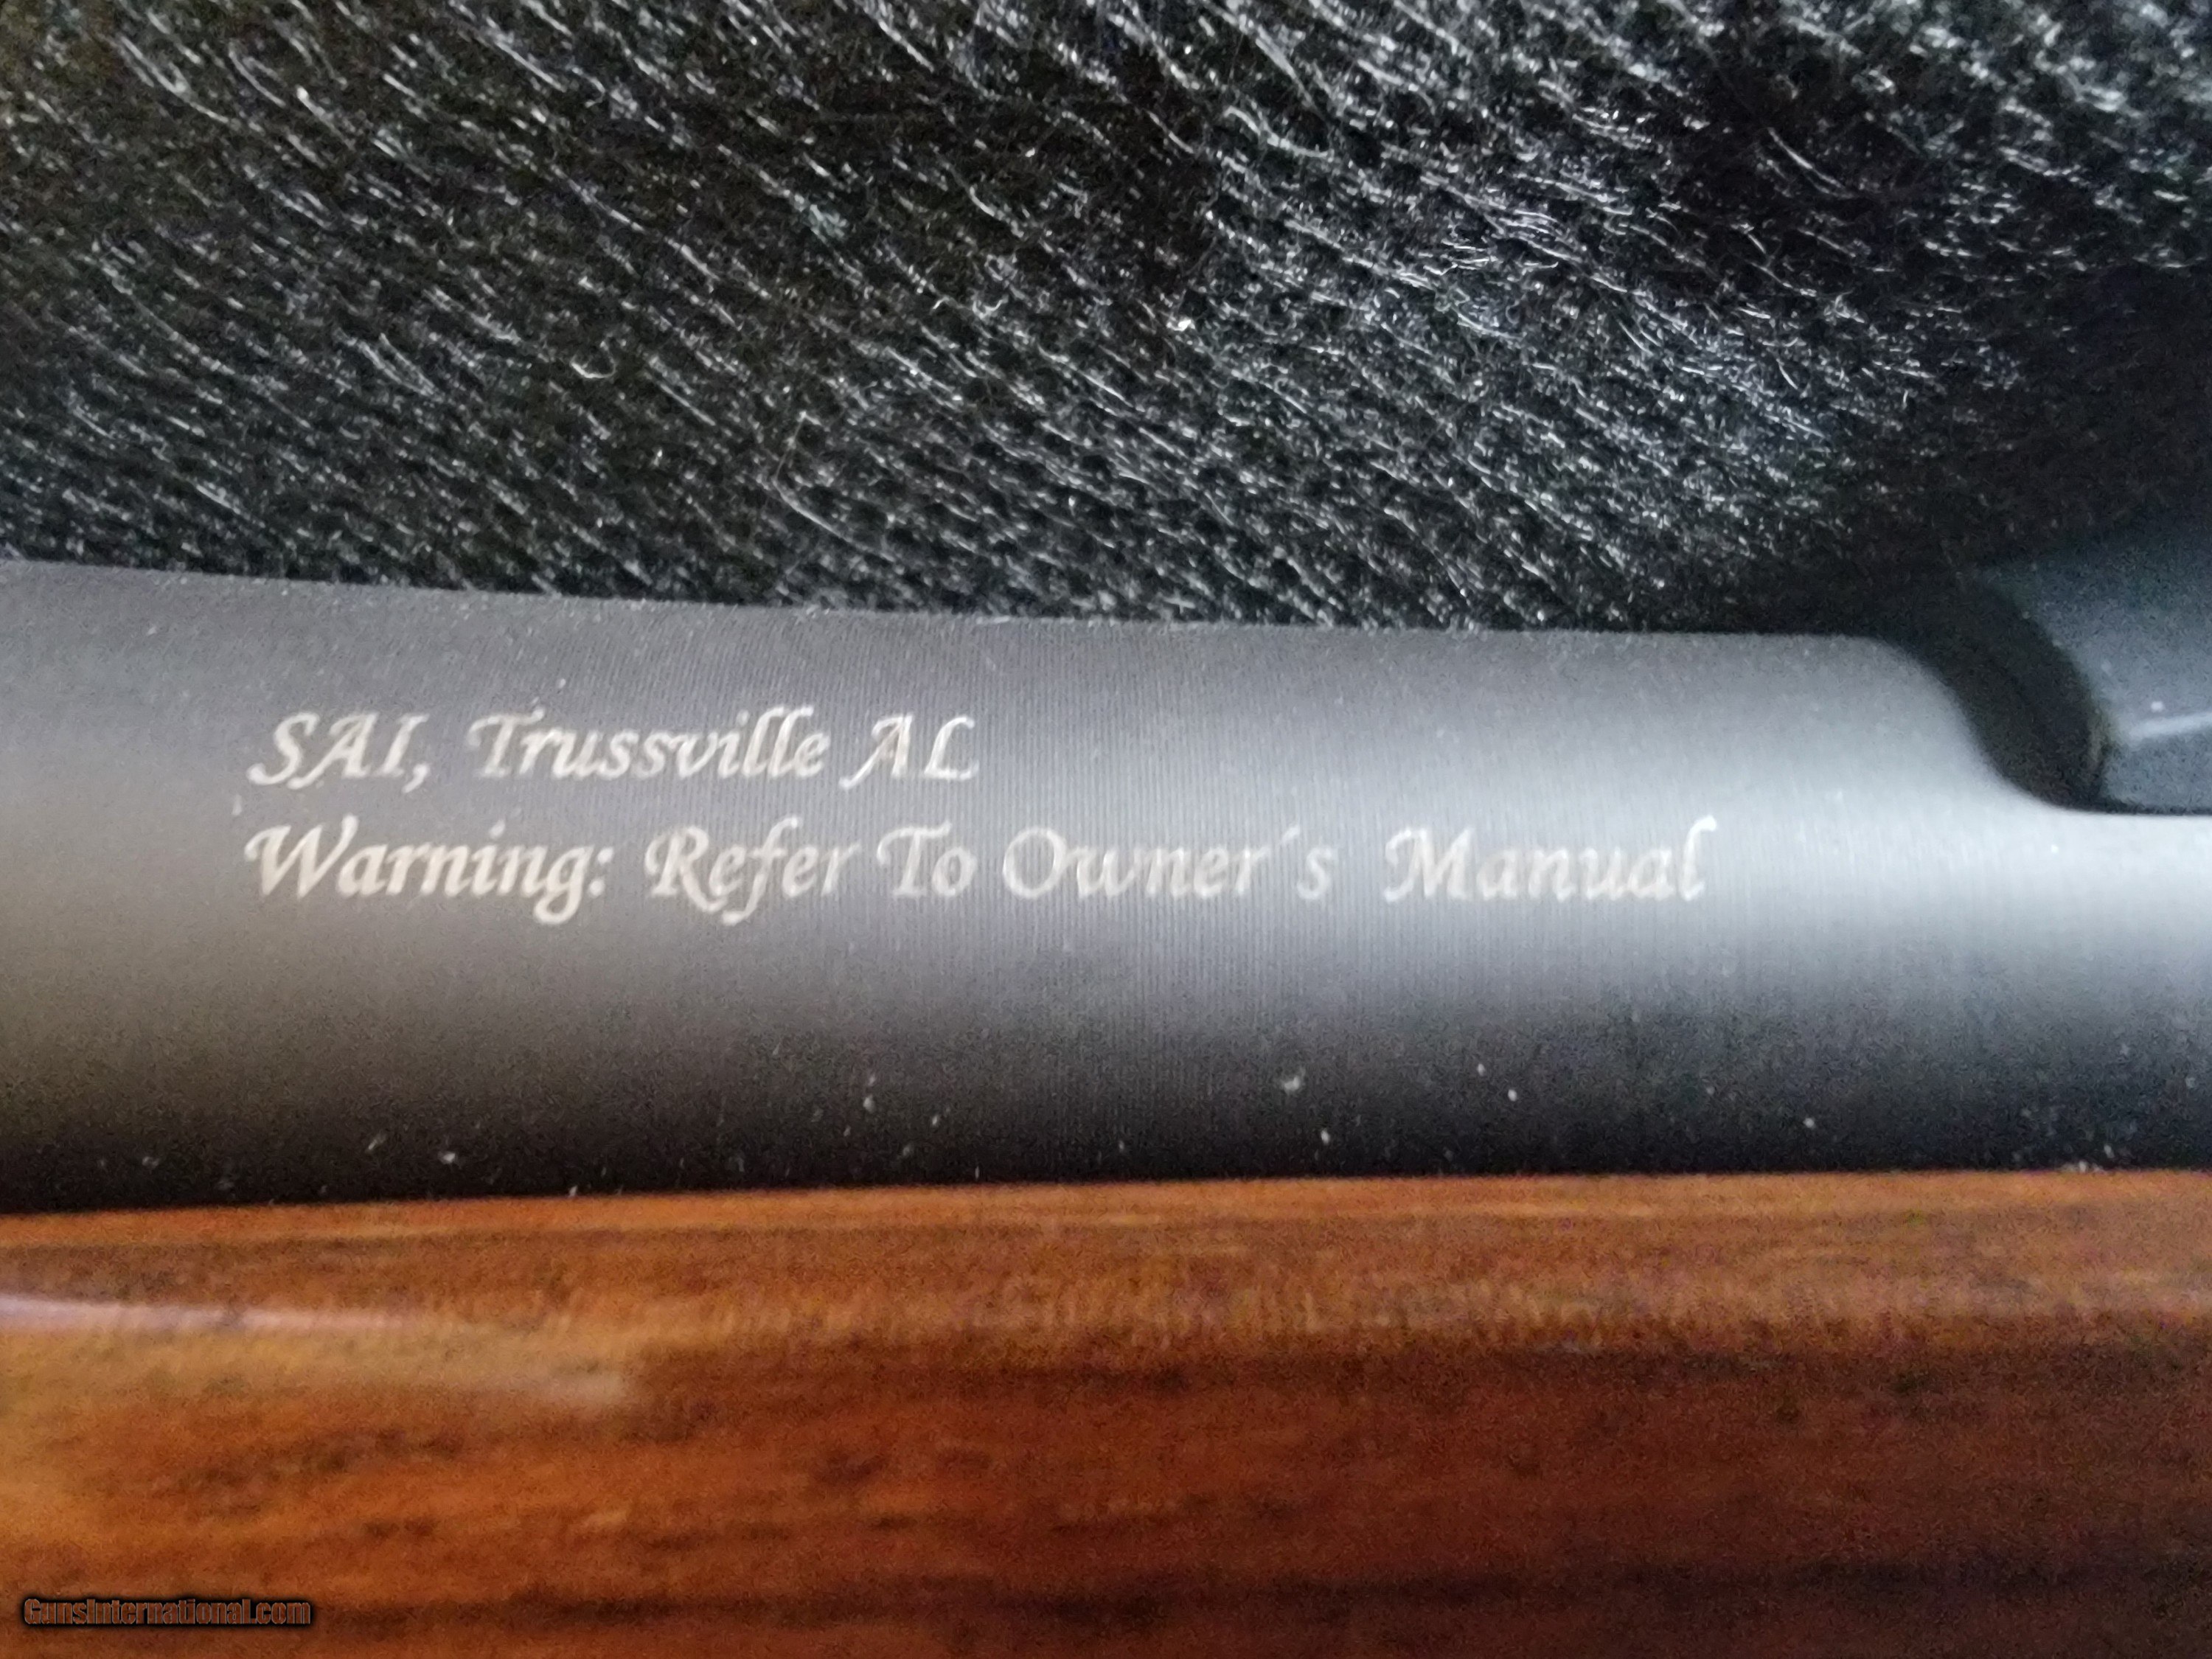 SAI, Trussville AL
Warning: Refer To Owner´s Manual
GunsInternational.com